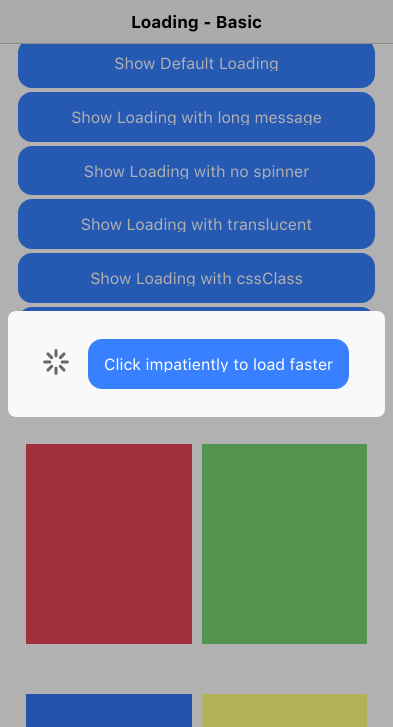 Loading - Basic
Show Default Loading
Show Loading with long message
Show Loading with no spinner
Show Loading with translucent
Show Loading with cssClass
Click impatiently to load faster